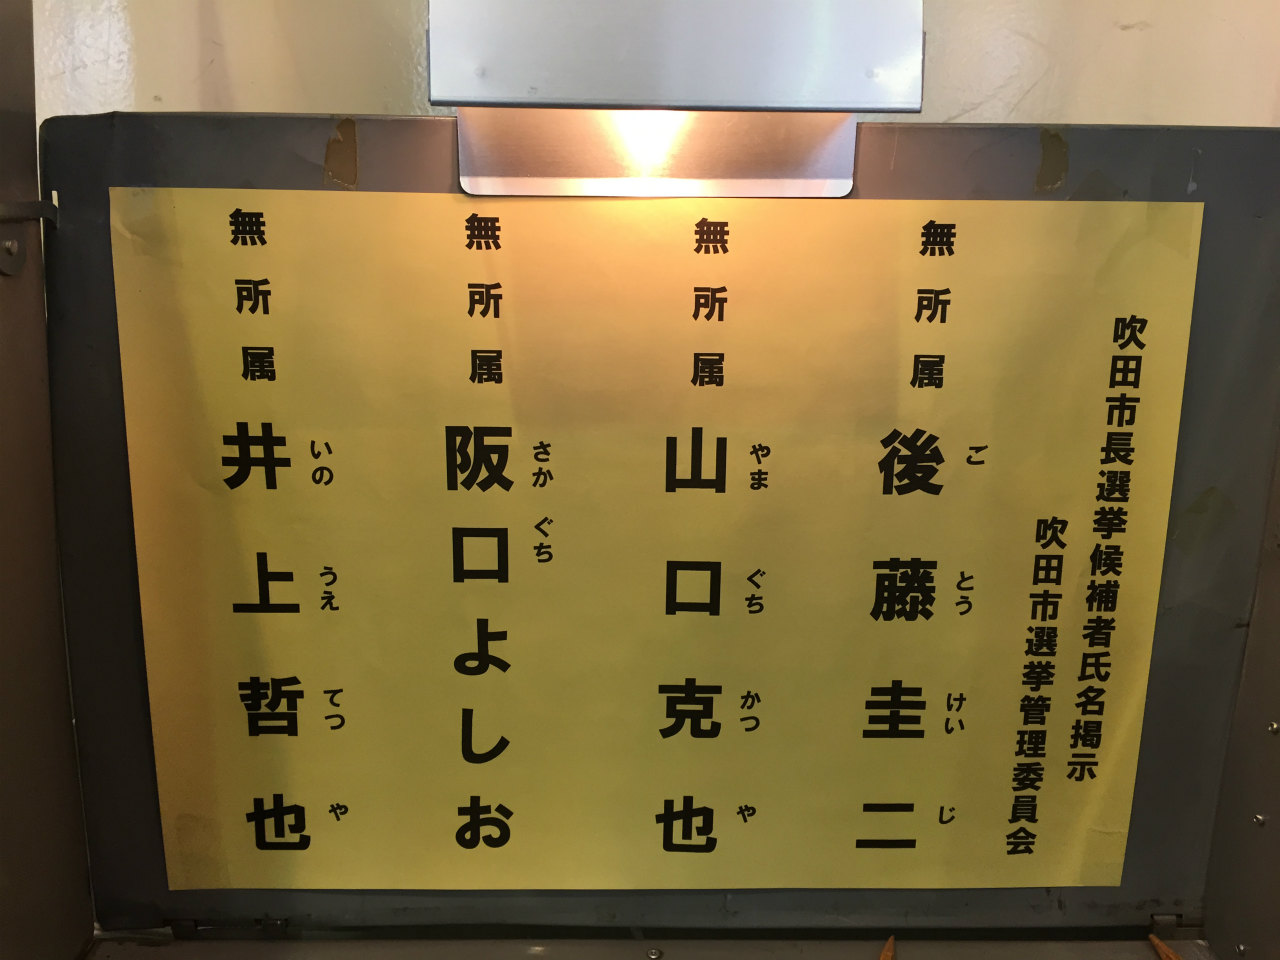 吹田市長選挙候補者氏名掲示
吹田市選挙管理委員会
無所属 後藤圭二
ご とう けい じ
無所属 山口克也
やま ぐち かつ や
無所属 阪口よしお
さか ぐち
無所属 井上哲也
いの うえ てつ や